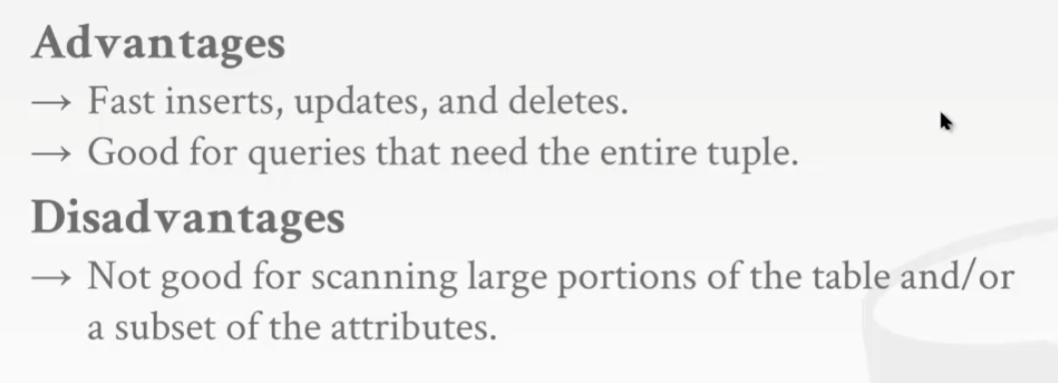 Advantages
→ Fast inserts, updates, and deletes.
→ Good for queries that need the entire tuple.
Disadvantages
→ Not good for scanning large portions of the table and/or
a subset of the attributes.